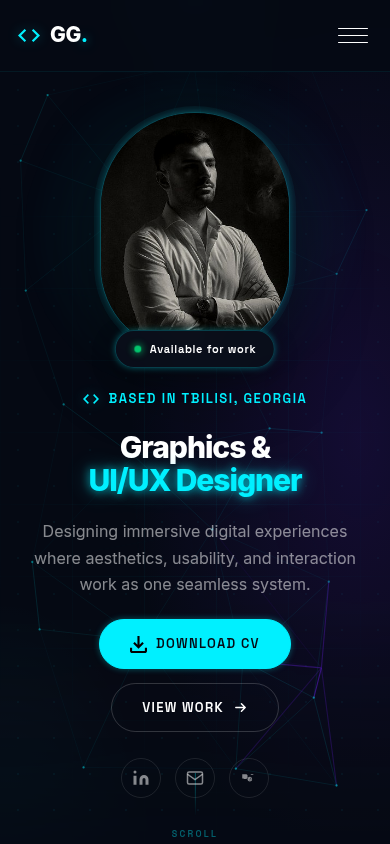 GG.
Available for work
BASED IN TBILISI, GEORGIA
Graphics &
UI/UX Designer
Designing immersive digital experiences
where aesthetics, usability, and interaction
work as one seamless system.
DOWNLOAD CV
VIEW WORK
in
SCROLL